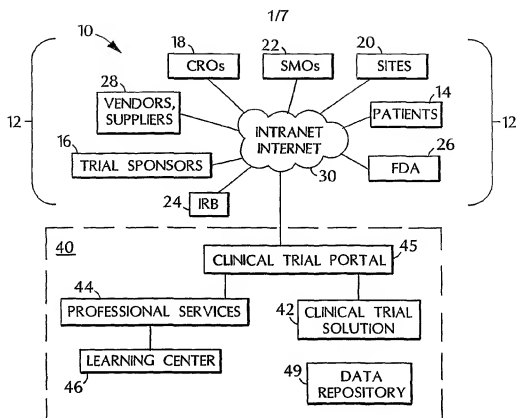 1/7
10
18
CROs
22
SMOs
20
SITES
28
VENDORS,
SUPPLIERS
14
PATIENTS
12
12
INTRANET
INTERNET
16
TRIAL SPONSORS
26
FDA
30
24
IRB
40
45
CLINICAL TRIAL PORTAL
44
PROFESSIONAL SERVICES
42
CLINICAL TRIAL
SOLUTION
LEARNING CENTER
46
49
DATA
REPOSITORY